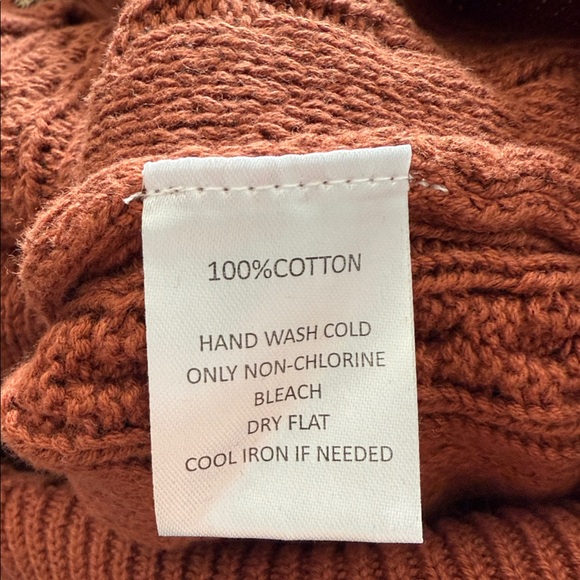 100%COTTON
HAND WASH COLD
ONLY NON-CHLORINE
BLEACH
DRY FLAT
COOL IRON IF NEEDED